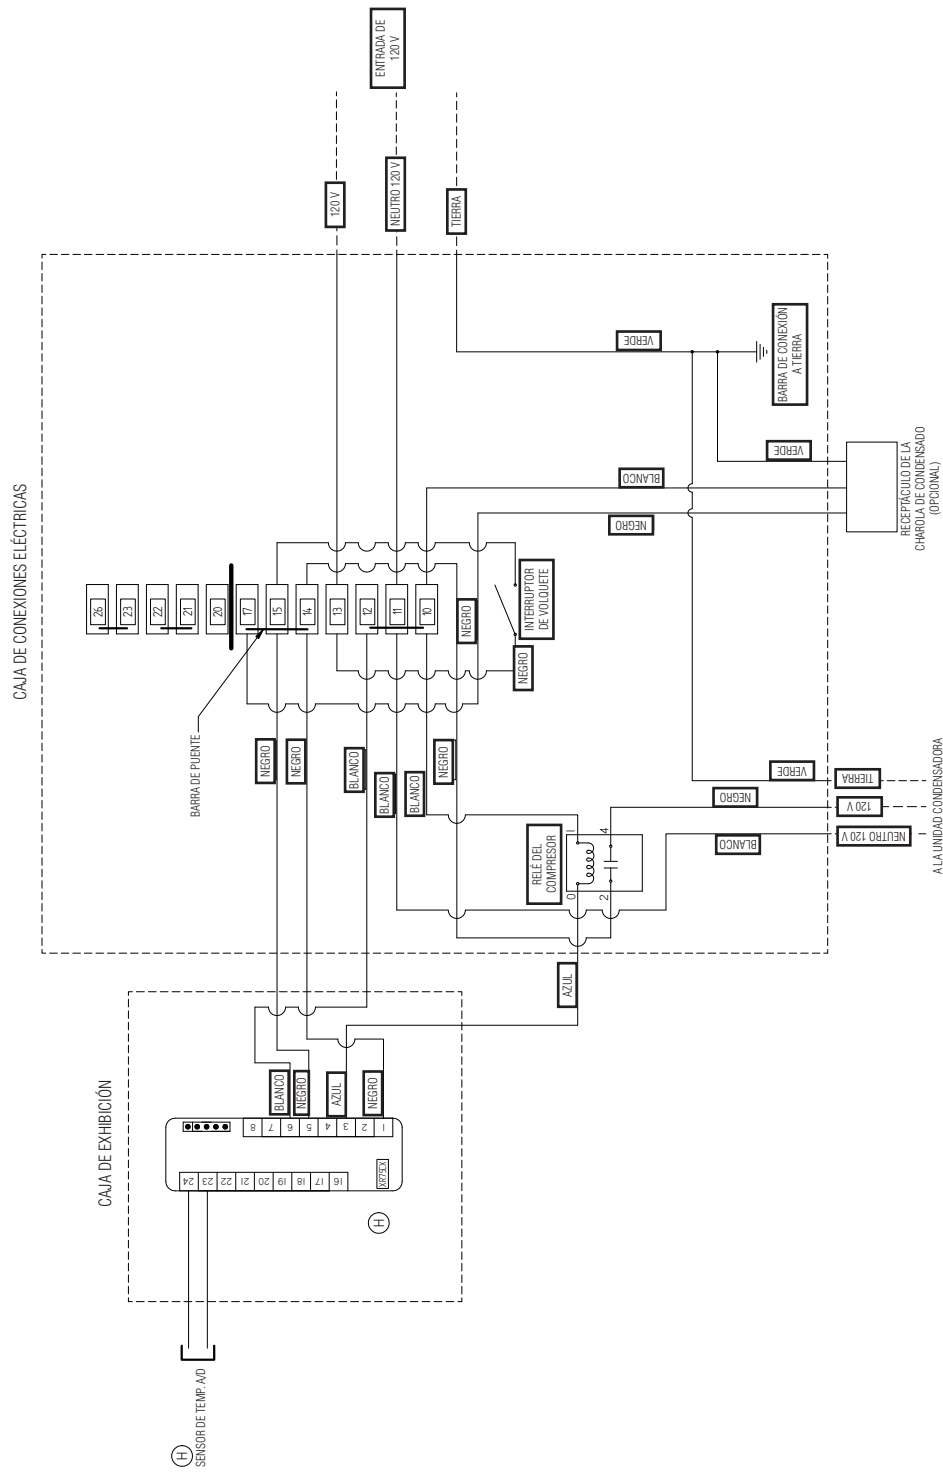 CAJA DE CONEXIONES ELÉCTRICAS
ENTRADA DE
120 V
120 V
NEUTRO 120 V
TIERRA
VERDE
BARRA DE CONEXIÓN
A TIERRA
VERDE
BLANCO
NEGRO
RECEPTÁCULO DE LA
CHAROLA DE CONDENSADO
(OPCIONAL)
26
23
22
21
20
17
15
14
13
12
11
10
NEGRO
INTERRUPTOR
DE VOLQUETE
NEGRO
BARRA DE PUENTE
NEGRO
NEGRO
BLANCO
BLANCO
BLANCO
NEGRO
VERDE
TIERRA
NEGRO
120 V
BLANCO
NEUTRO 120 V
A LA UNIDAD CONDENSADORA
RELÉ DEL
COMPRESOR
1
4
0
2
AZUL
CAJA DE EXHIBICIÓN
BLANCO
NEGRO
AZUL
NEGRO
8
7
6
5
4
3
2
1
XR75CX
24
23
22
21
20
19
18
17
16
H
H
SENSOR DE TEMP. A/D